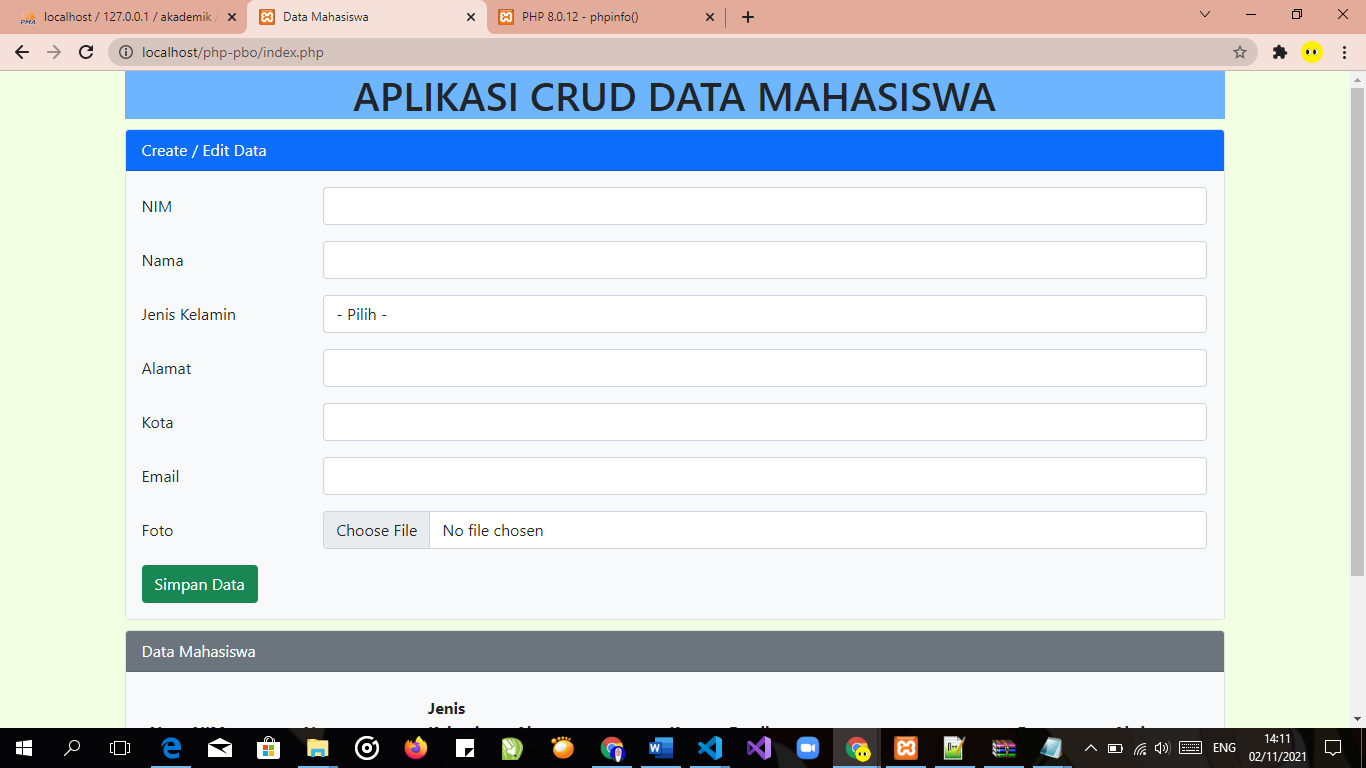 localhost / 127.0.0.1 / akademik /
Data Mahasiswa
PHP 8.0.12 - phpinfo()
localhost/php-pbo/index.php
APLIKASI CRUD DATA MAHASISWA
Create / Edit Data
NIM
Nama
Jenis Kelamin
- Pilih -
Alamat
Kota
Email
Foto
Choose File
No file chosen
Simpan Data
Data Mahasiswa
Jenis
ENG
14:11
02/11/2021